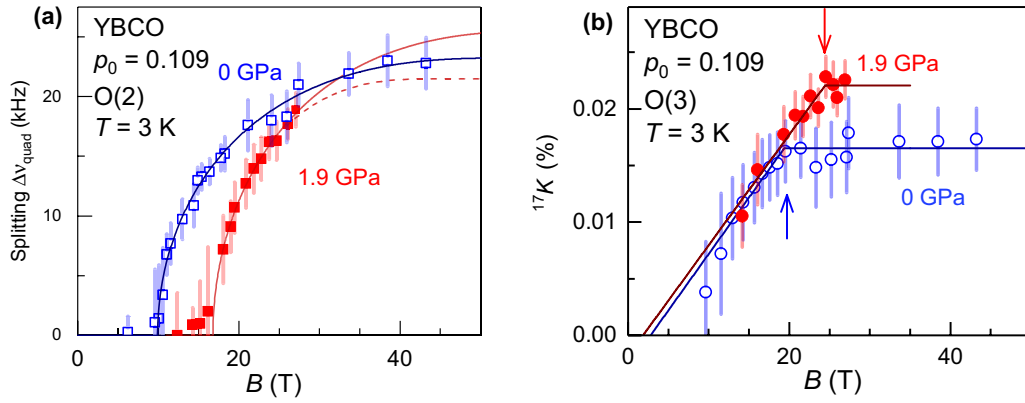 (a)
YBCO
p₀ = 0.109
O(2)
T = 3 K
0 GPa
1.9 GPa
Splitting Δν_quad (kHz)
20
10
0
0
20
40
B (T)
(b)
YBCO
p₀ = 0.109
O(3)
T = 3 K
1.9 GPa
0 GPa
¹⁷K (%)
0.02
0.01
0.00
0
20
40
B (T)